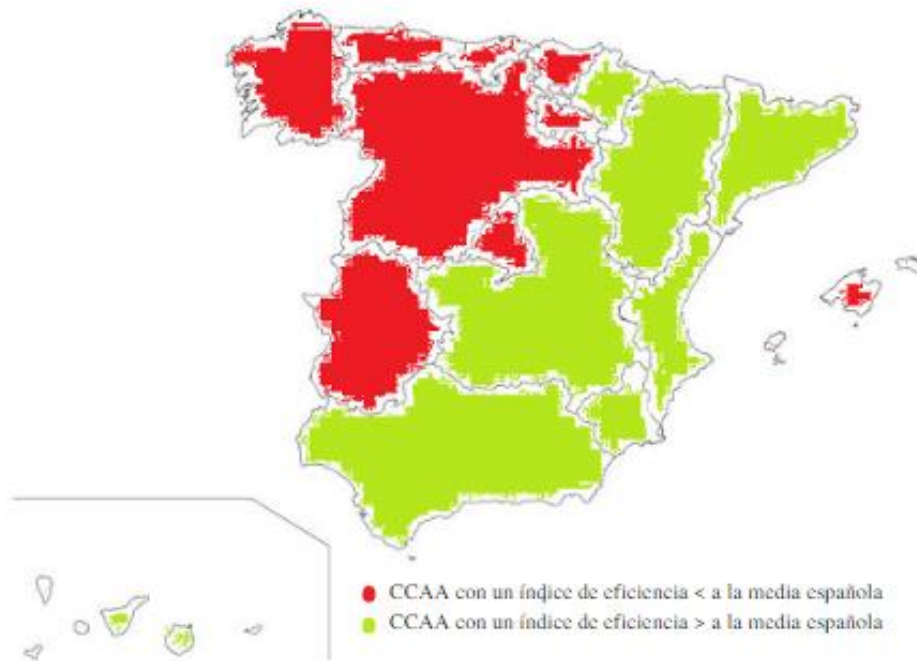 CCAA con un índice de eficiencia < a la media española
CCAA con un índice de eficiencia > a la media española